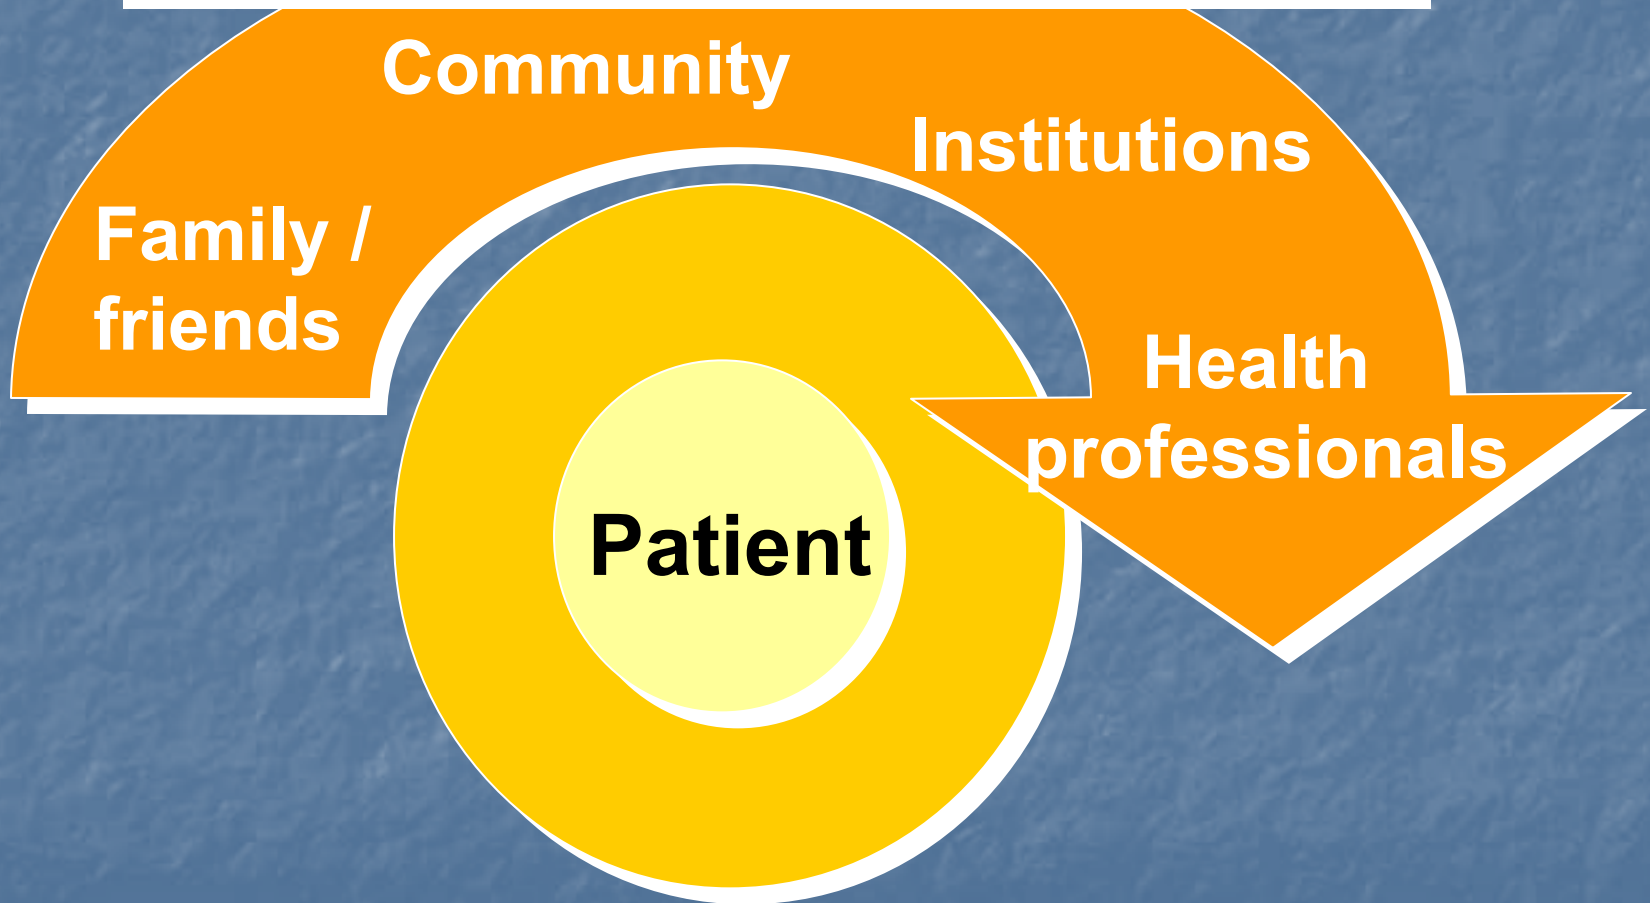 Community
Institutions
Family /
friends
Health
professionals
Patient